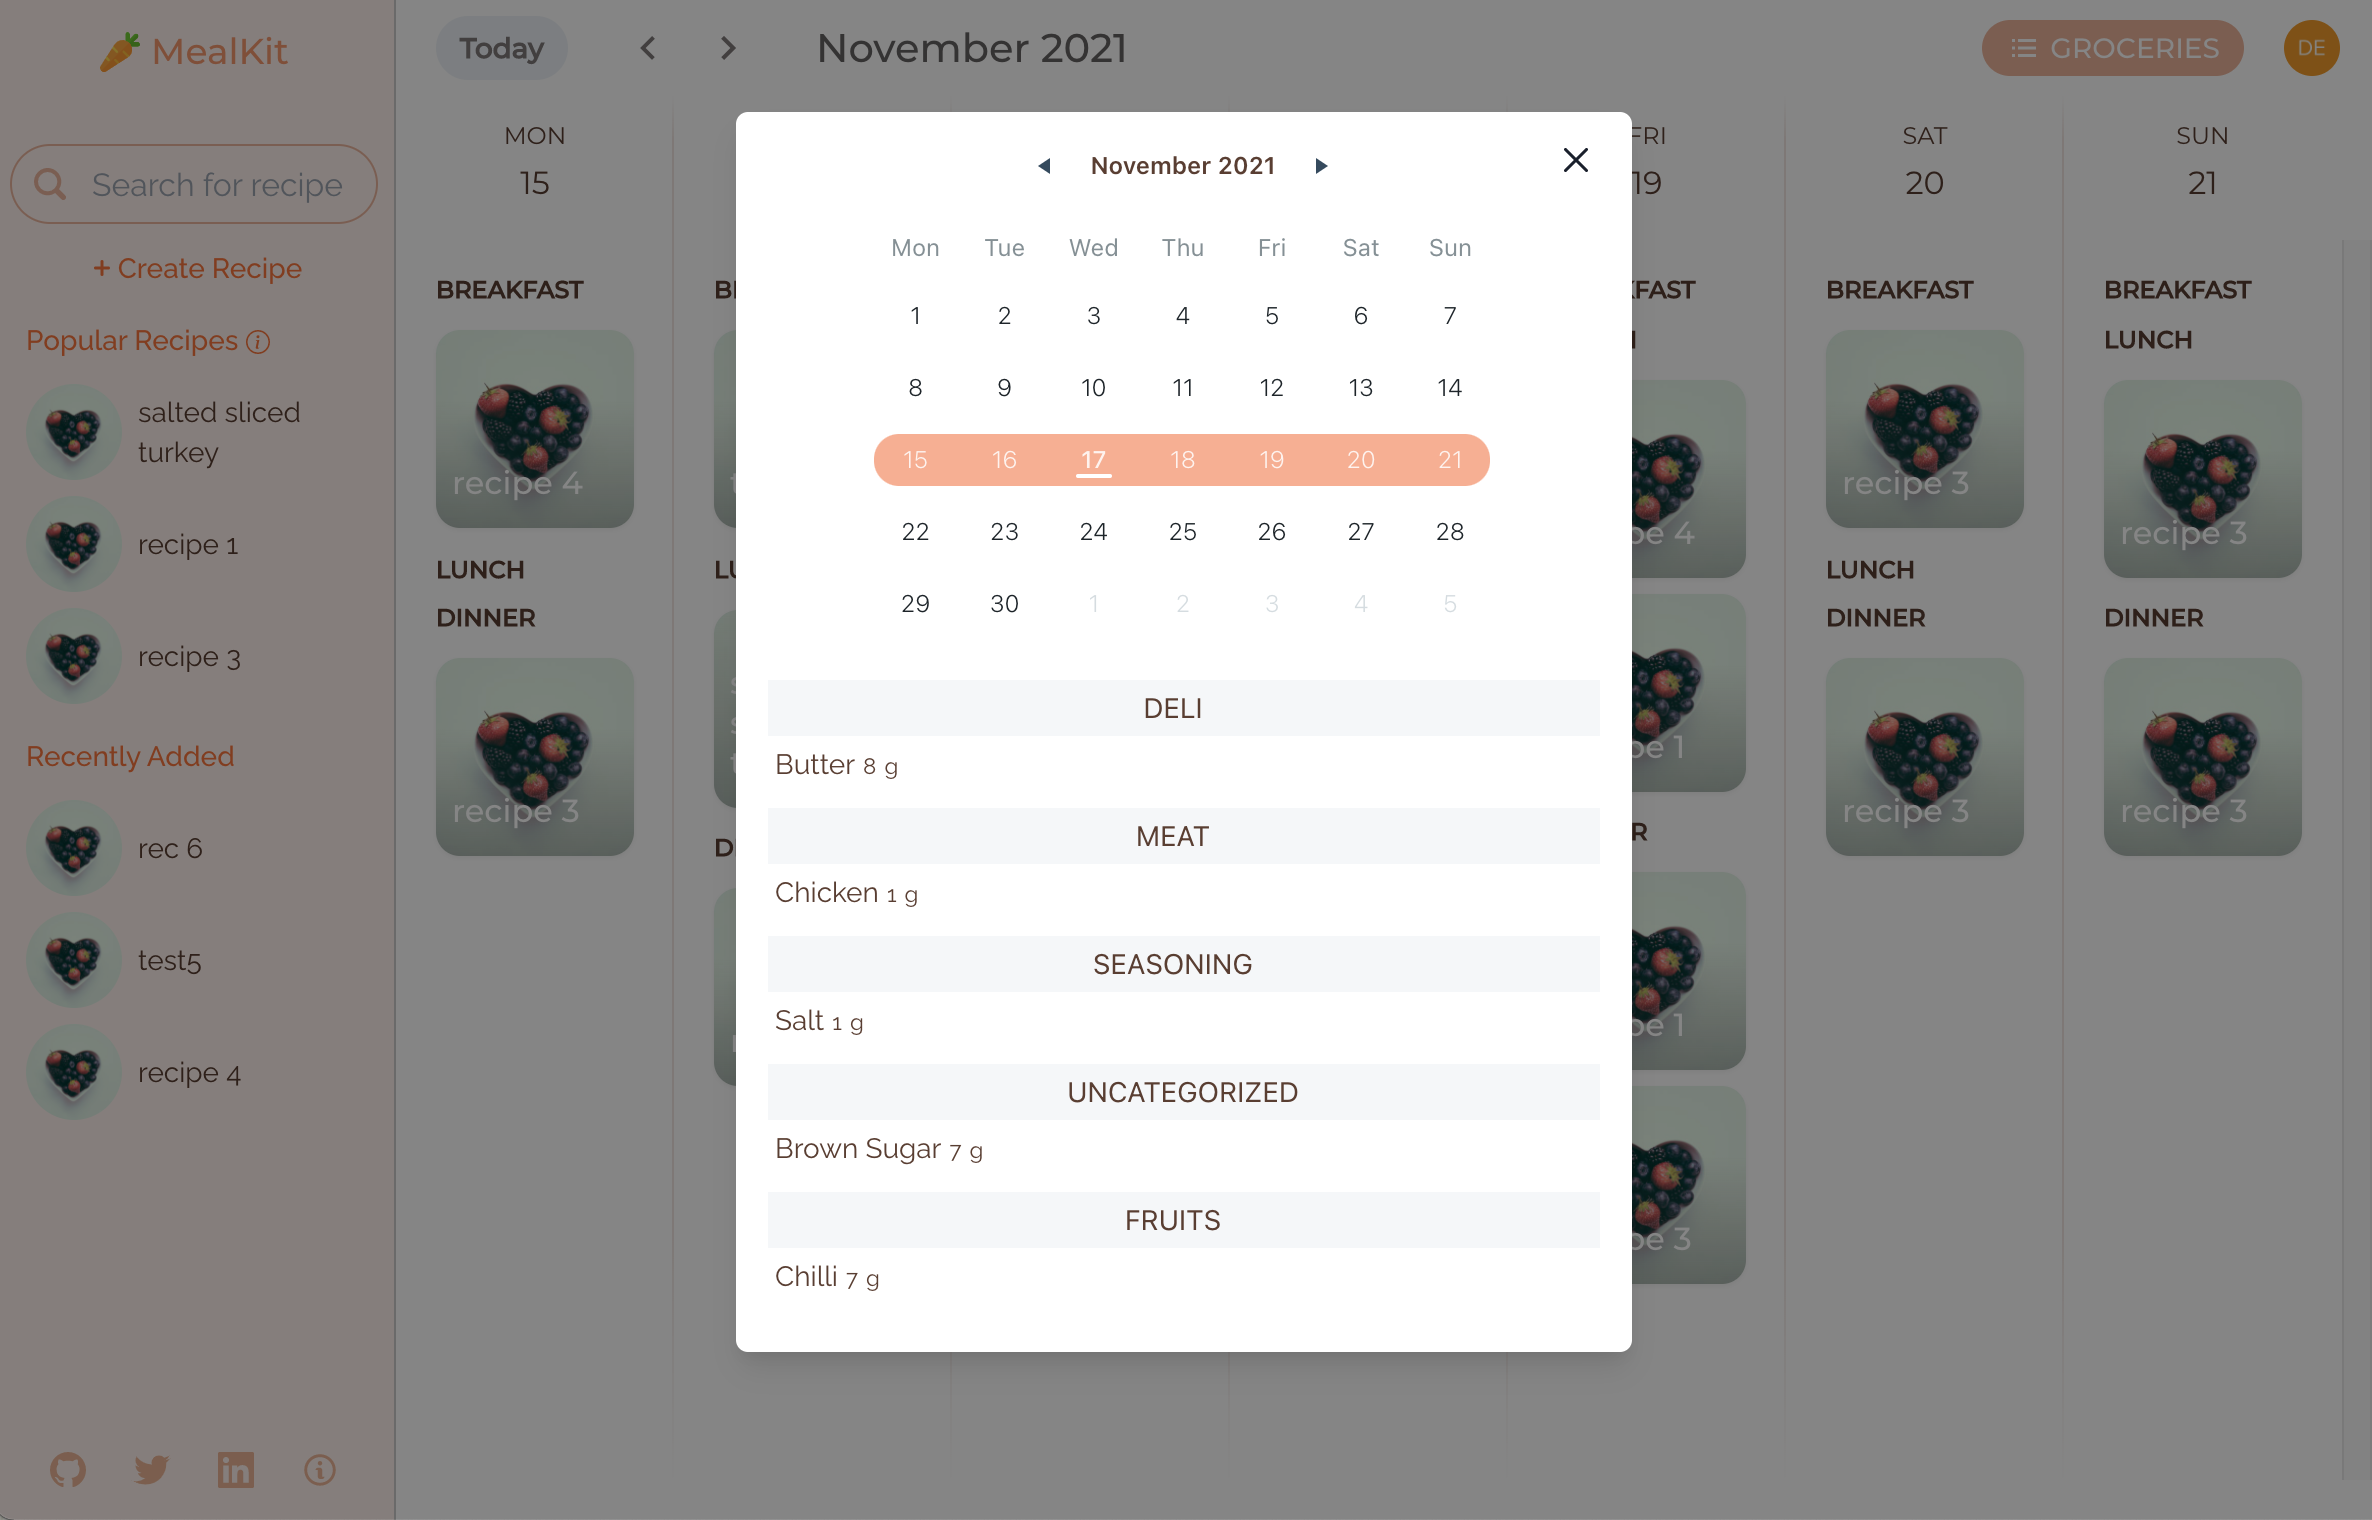 MealKit
Search for recipe
+ Create Recipe
Popular Recipes
salted sliced
turkey
recipe 1
recipe 3
Recently Added
rec 6
test5
recipe 4
Today
November 2021
GROCERIES
DE
MON
15
BREAKFAST
recipe 4
LUNCH
DINNER
recipe 3
November 2021
Mon Tue Wed Thu Fri Sat Sun
1 2 3 4 5 6 7
8 9 10 11 12 13 14
15 16 17 18 19 20 21
22 23 24 25 26 27 28
29 30 1 2 3 4 5
DELI
Butter 8 g
MEAT
Chicken 1 g
SEASONING
Salt 1 g
UNCATEGORIZED
Brown Sugar 7 g
FRUITS
Chilli 7 g
FRI
19
SAT
20
BREAKFAST
recipe 3
LUNCH
DINNER
recipe 3
SUN
21
BREAKFAST
LUNCH
recipe 3
DINNER
recipe 3